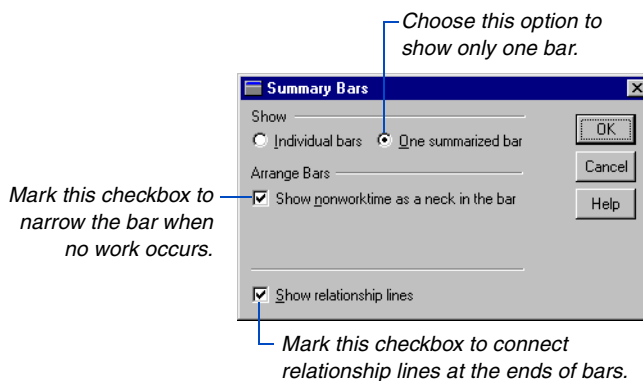 Choose this option to
show only one bar.
Summary Bars
Show
Individual bars One summarized bar
OK
Arrange Bars
Cancel
Mark this checkbox to
narrow the bar when
no work occurs.
Show nonworktime as a neck in the bar
Help
Show relationship lines
Mark this checkbox to connect
relationship lines at the ends of bars.